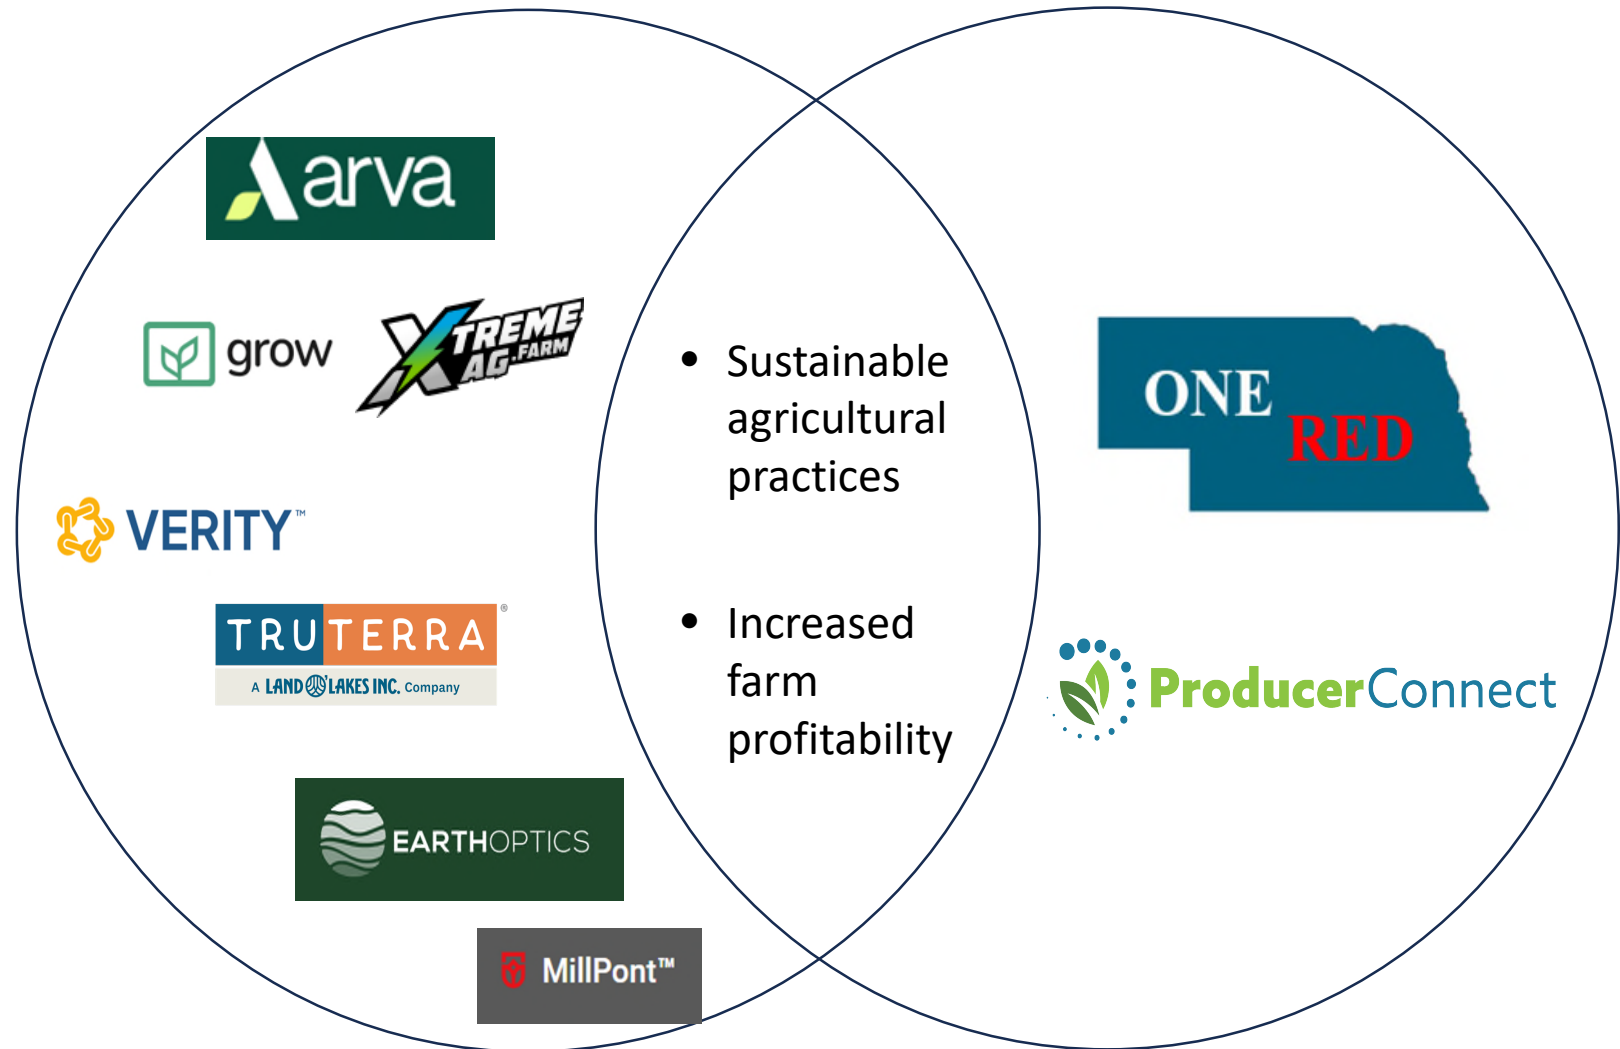 arva
grow
XTREME
AG.FARM
• Sustainable
agricultural
practices
ONE
RED
VERITY™
TRUTERRA®
A LAND O'LAKES INC. Company
• Increased
farm
profitability
ProducerConnect
EARTHOPTICS
MillPont™